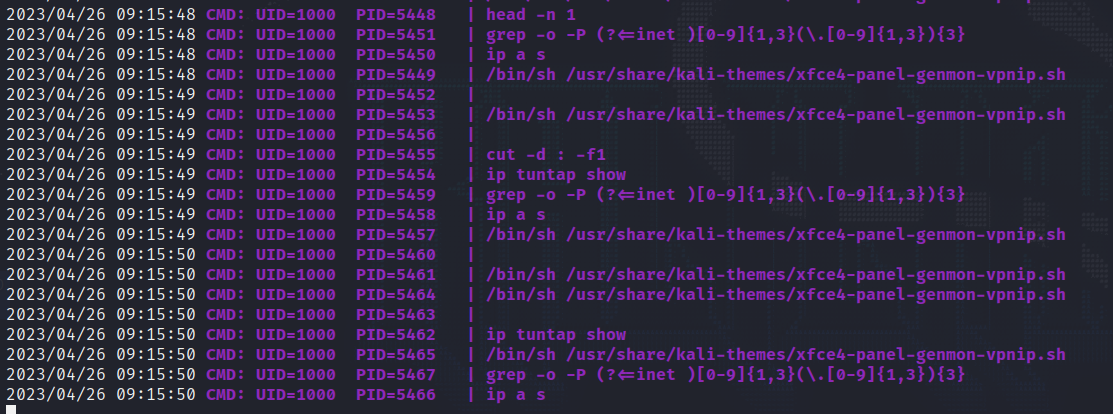 2023/04/26 09:15:48 CMD: UID=1000  PID=5448   | head -n 1
2023/04/26 09:15:48 CMD: UID=1000  PID=5451   | grep -o -P (?<=inet )[0-9]{1,3}(\.[0-9]{1,3}){3}
2023/04/26 09:15:48 CMD: UID=1000  PID=5450   | ip a s
2023/04/26 09:15:48 CMD: UID=1000  PID=5449   | /bin/sh /usr/share/kali-themes/xfce4-panel-genmon-vpnip.sh
2023/04/26 09:15:49 CMD: UID=1000  PID=5452   |
2023/04/26 09:15:49 CMD: UID=1000  PID=5453   | /bin/sh /usr/share/kali-themes/xfce4-panel-genmon-vpnip.sh
2023/04/26 09:15:49 CMD: UID=1000  PID=5456   |
2023/04/26 09:15:49 CMD: UID=1000  PID=5455   | cut -d : -f1
2023/04/26 09:15:49 CMD: UID=1000  PID=5454   | ip tuntap show
2023/04/26 09:15:49 CMD: UID=1000  PID=5459   | grep -o -P (?<=inet )[0-9]{1,3}(\.[0-9]{1,3}){3}
2023/04/26 09:15:49 CMD: UID=1000  PID=5458   | ip a s
2023/04/26 09:15:49 CMD: UID=1000  PID=5457   | /bin/sh /usr/share/kali-themes/xfce4-panel-genmon-vpnip.sh
2023/04/26 09:15:50 CMD: UID=1000  PID=5460   |
2023/04/26 09:15:50 CMD: UID=1000  PID=5461   | /bin/sh /usr/share/kali-themes/xfce4-panel-genmon-vpnip.sh
2023/04/26 09:15:50 CMD: UID=1000  PID=5464   | /bin/sh /usr/share/kali-themes/xfce4-panel-genmon-vpnip.sh
2023/04/26 09:15:50 CMD: UID=1000  PID=5463   |
2023/04/26 09:15:50 CMD: UID=1000  PID=5462   | ip tuntap show
2023/04/26 09:15:50 CMD: UID=1000  PID=5465   | /bin/sh /usr/share/kali-themes/xfce4-panel-genmon-vpnip.sh
2023/04/26 09:15:50 CMD: UID=1000  PID=5467   | grep -o -P (?<=inet )[0-9]{1,3}(\.[0-9]{1,3}){3}
2023/04/26 09:15:50 CMD: UID=1000  PID=5466   | ip a s